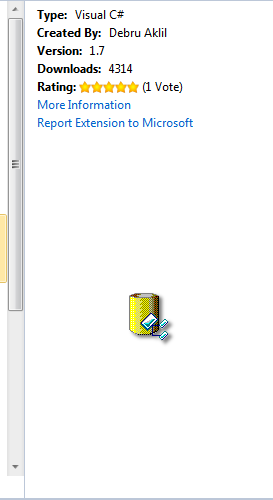 Type: Visual C#
Created By: Debru Aklil
Version: 1.7
Downloads: 4314
Rating: (1 Vote)
More Information
Report Extension to Microsoft